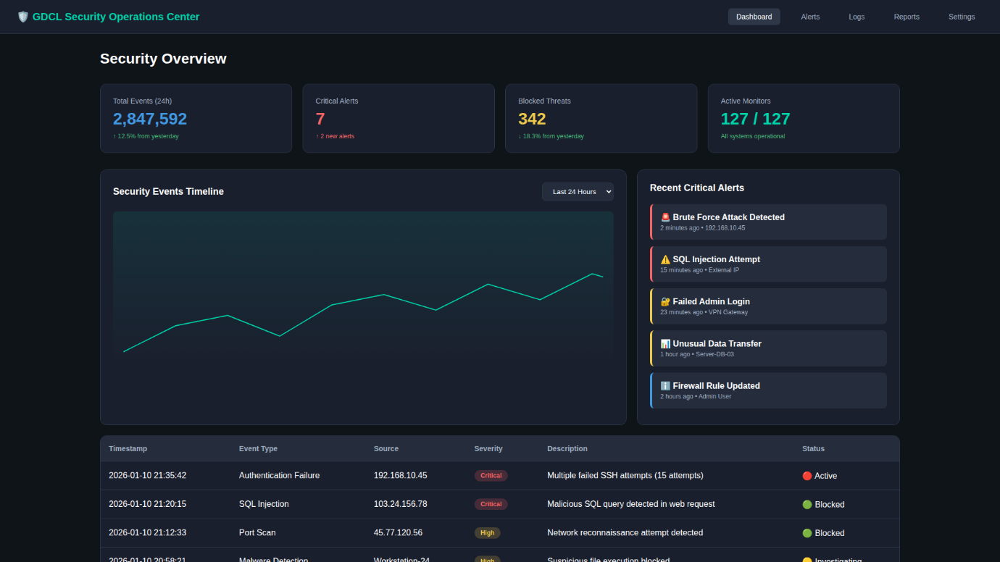 🛡️ GDCL Security Operations Center
Dashboard
Alerts
Logs
Reports
Settings
Security Overview
Total Events (24h)
2,847,592
↑ 12.5% from yesterday
Critical Alerts
7
↑ 2 new alerts
Blocked Threats
342
↓ 18.3% from yesterday
Active Monitors
127 / 127
All systems operational
Security Events Timeline
Last 24 Hours
Recent Critical Alerts
🚨 Brute Force Attack Detected
2 minutes ago • 192.168.10.45
⚠️ SQL Injection Attempt
15 minutes ago • External IP
🔐 Failed Admin Login
23 minutes ago • VPN Gateway
📊 Unusual Data Transfer
1 hour ago • Server-DB-03
ℹ️ Firewall Rule Updated
2 hours ago • Admin User
Timestamp Event Type Source Severity Description Status
2026-01-10 21:35:42 Authentication Failure 192.168.10.45 Critical Multiple failed SSH attempts (15 attempts) 🔴 Active
2026-01-10 21:20:15 SQL Injection 103.24.156.78 Critical Malicious SQL query detected in web request 🟢 Blocked
2026-01-10 21:12:33 Port Scan 45.77.120.56 High Network reconnaissance attempt detected 🟢 Blocked
2026-01-10 20:58:21 Malware Detection Workstation-24 High Suspicious file execution blocked 🟡 Investigating